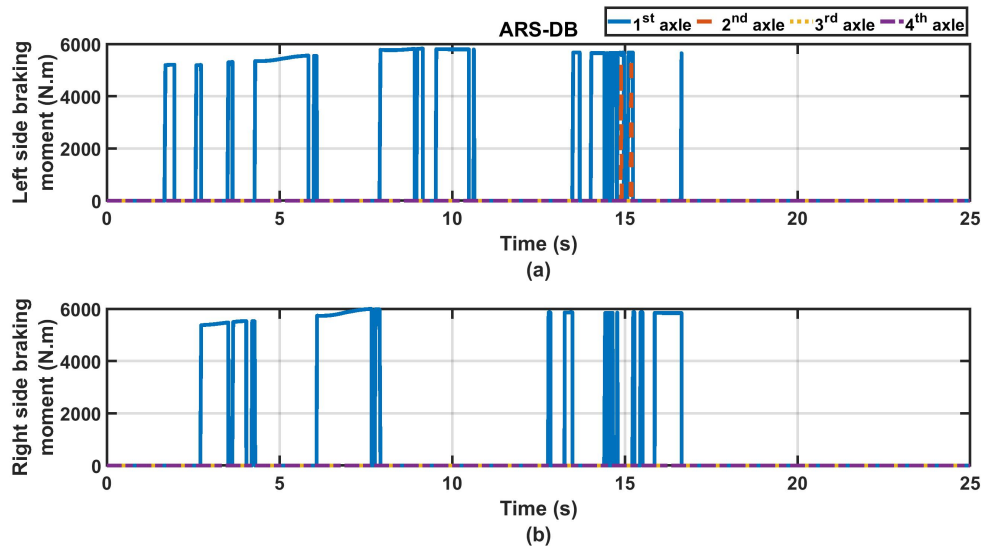 ARS-DB
1st axle 2nd axle 3rd axle 4th axle
Left side braking
moment (N.m)
6000
4000
2000
0
0 5 10 15 20 25
Time (s)
(a)
Right side braking
moment (N.m)
6000
4000
2000
0
0 5 10 15 20 25
Time (s)
(b)